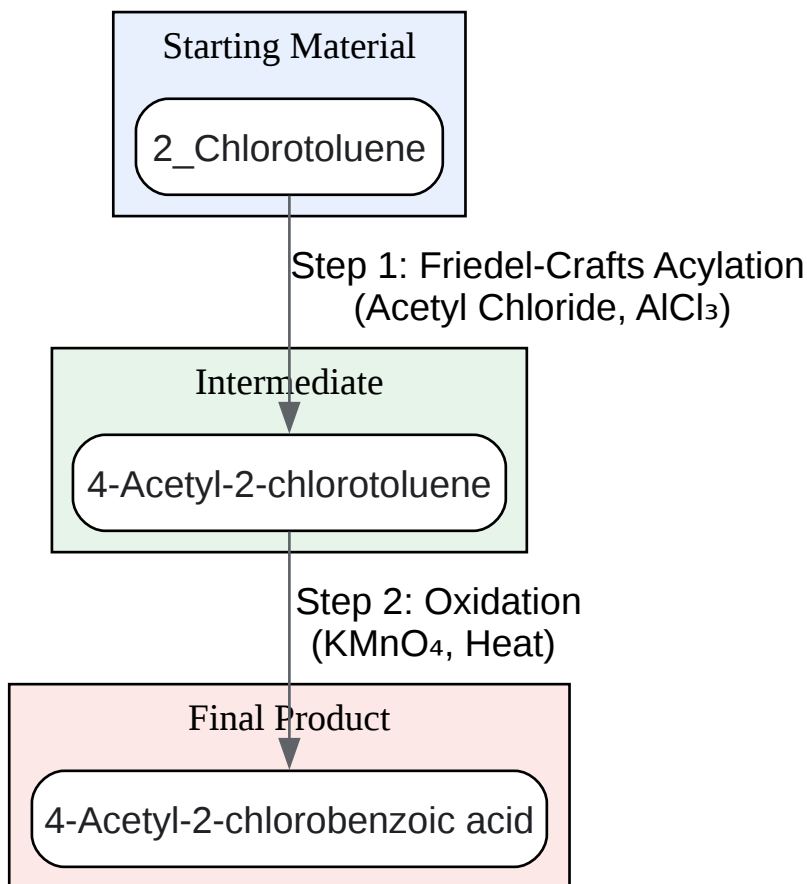 Starting Material
2_Chlorotoluene
Step 1: Friedel-Crafts Acylation
(Acetyl Chloride, AlCl₃)
Intermediate
4-Acetyl-2-chlorotoluene
Step 2: Oxidation
(KMnO₄, Heat)
Final Product
4-Acetyl-2-chlorobenzoic acid